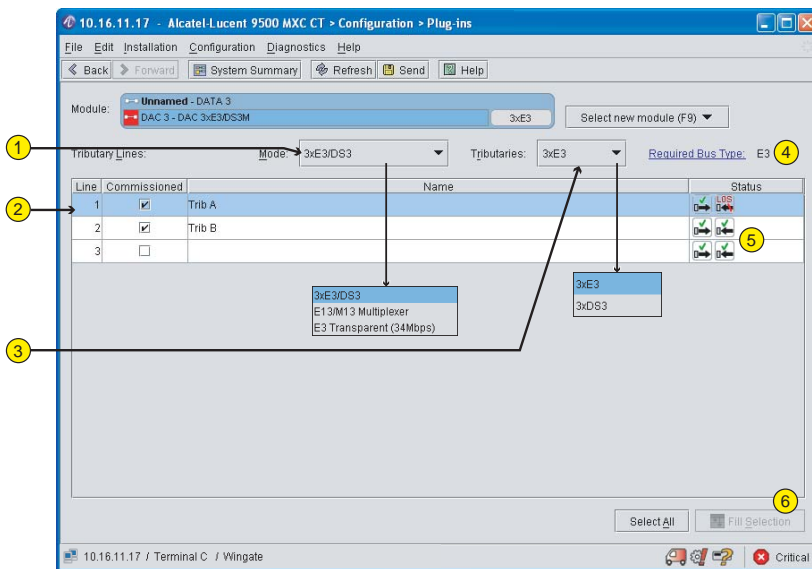 10.16.11.17 - Alcatel-Lucent 9500 MXC CT > Configuration > Plug-ins
File Edit Installation Configuration Diagnostics Help
Back Forward System Summary Refresh Send Help
Module: Unnamed - DATA 3
DAC 3 - DAC 3xE3/DS3M 3xE3 Select new module (F9)
1 Tributary Lines: Mode: 3xE3/DS3 Tributaries: 3xE3 Required Bus Type: E3 4
Line Commissioned Name Status
2 1 Trib A LOS
2 Trib B
5
3
3xE3/DS3
E13/M13 Multiplexer
E3 Transparent (34Mbps)
3xE3
3xDS3
3
6
Select All Fill Selection
10.16.11.17 / Terminal C / Wingate Critical